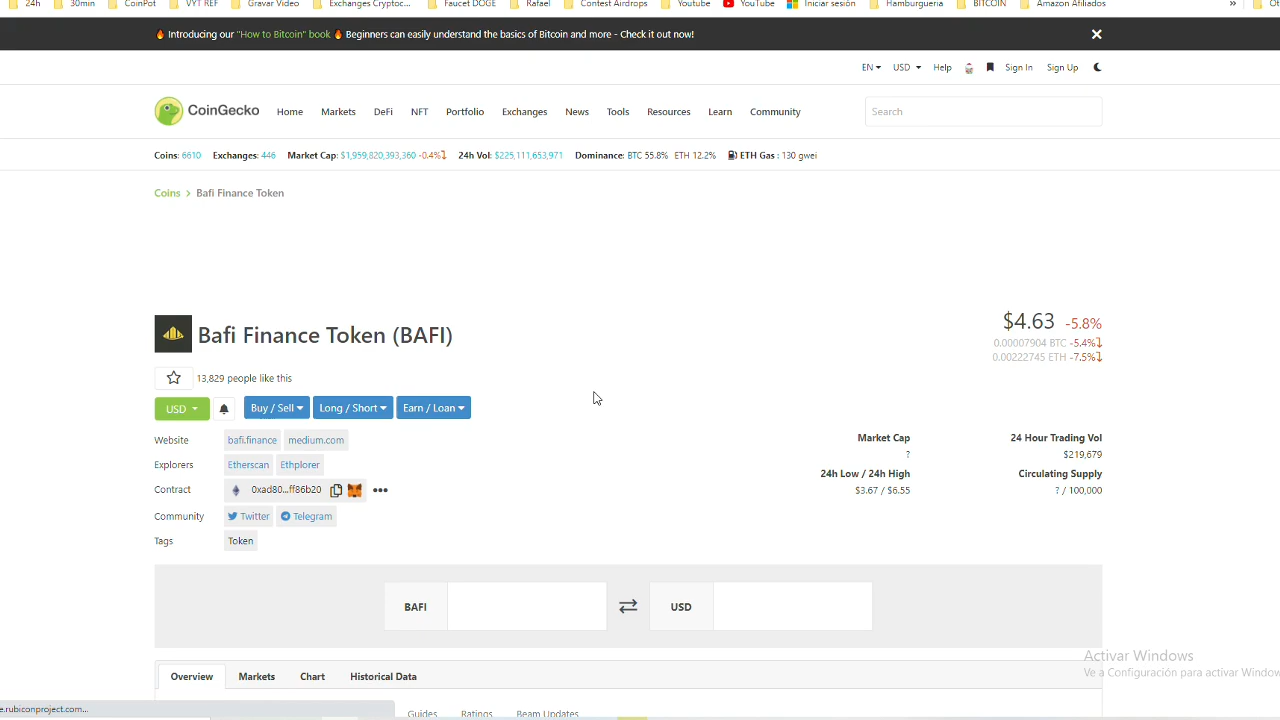 24h 30min CoinPot VYT REF Gravar Video Exchanges Cryptoc... Faucet DOGE Rafael Contest Airdrops Youtube YouTube Iniciar sesión Hamburgueria BITCOIN Amazon Afiliados »
Introducing our "How to Bitcoin" book Beginners can easily understand the basics of Bitcoin and more - Check it out now! ×
EN USD Help Sign In Sign Up
CoinGecko Home Markets DeFi NFT Portfolio Exchanges News Tools Resources Learn Community Search
Coins: 6610 Exchanges: 446 Market Cap: $1,959,820,393,360 -0.4% 24h Vol: $225,111,653,971 Dominance: BTC 55.8% ETH 12.2% ETH Gas : 130 gwei
Coins > Bafi Finance Token
Bafi Finance Token (BAFI)
$4.63 -5.8%
0.00007904 BTC -5.4%
0.00222745 ETH -7.5%
13,829 people like this
USD Buy / Sell Long / Short Earn / Loan
Website bafi.finance medium.com
Explorers Etherscan Ethplorer
Contract 0xad80...ff86b20 •••
Community Twitter Telegram
Tags Token
Market Cap 24 Hour Trading Vol
? $219,679
24h Low / 24h High Circulating Supply
$3.67 / $6.55 ? / 100,000
BAFI USD
Overview Markets Chart Historical Data
Activar Windows
Ve a Configuración para activar Window
Guides Ratings Beam Updates
e.rubiconproject.com...